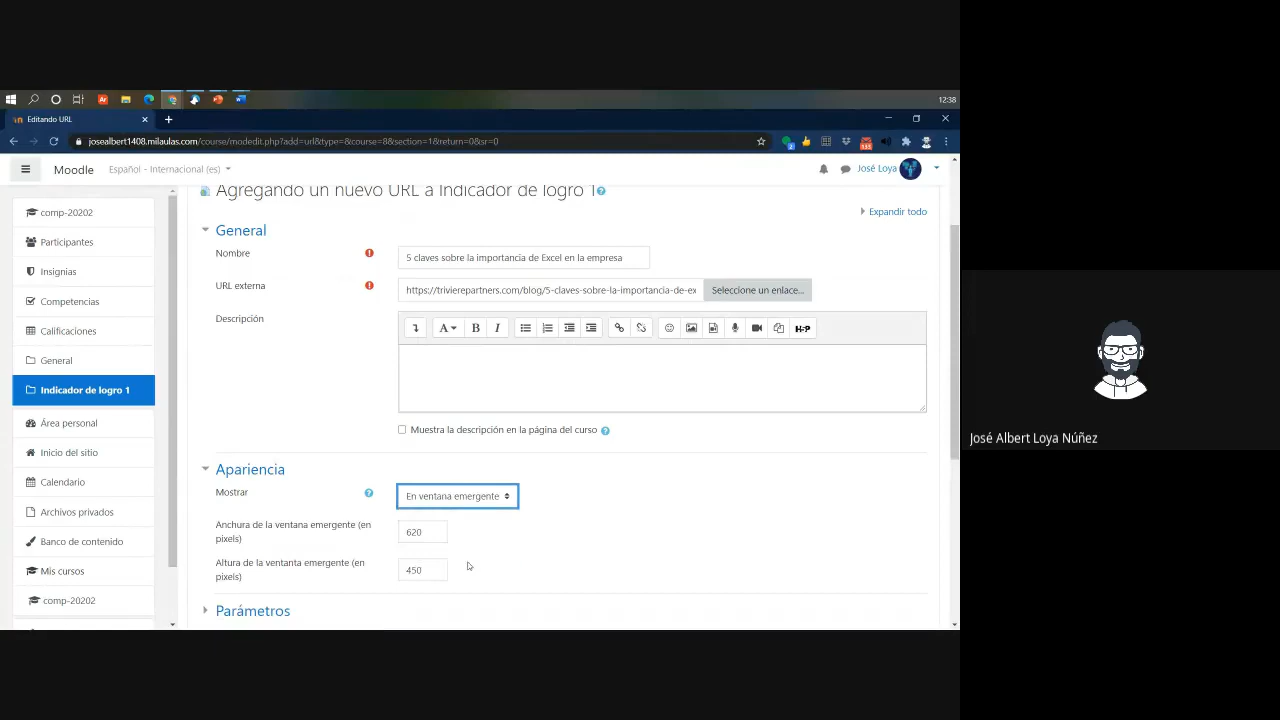 12:38
Editando URL
josealbert1408.milaulas.com/course/modedit.php?add=url&type=&course=8&section=1&return=0&sr=0
Moodle
Español - Internacional (es)
José Loya
Agregando un nuevo URL a Indicador de logro 1
Expandir todo
comp-20202
Participantes
Insignias
Competencias
Calificaciones
General
Indicador de logro 1
Área personal
Inicio del sitio
Calendario
Archivos privados
Banco de contenido
Mis cursos
comp-20202
General
Nombre
5 claves sobre la importancia de Excel en la empresa
URL externa
https://trivierepartners.com/blog/5-claves-sobre-la-importancia-de-ex
Seleccione un enlace...
Descripción
A B I
H-P
Muestra la descripción en la página del curso
Apariencia
Mostrar
En ventana emergente
Anchura de la ventana emergente (en
pixels)
620
Altura de la ventanta emergente (en
pixels)
450
Parámetros
José Albert Loya Núñez